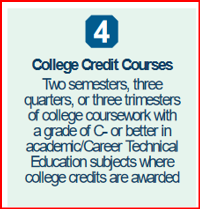 4
College Credit Courses
Two semesters, three
quarters, or three trimesters
of college coursework with
a grade of C- or better in
academic/Career Technical
Education subjects where
college credits are awarded